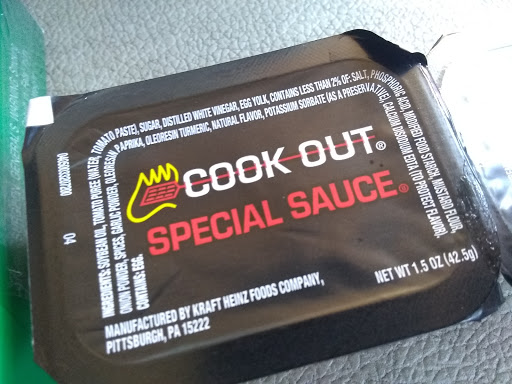 INGREDIENTS: SOYBEAN OIL, TOMATO PUREE (WATER, TOMATO PASTE), SUGAR, DISTILLED WHITE VINEGAR, EGG YOLK, CONTAINS LESS THAN 2% OF: SALT, PHOSPHORIC ACID, MODIFIED FOOD STARCH, MUSTARD FLOUR,
ONION POWDER, SPICES, GARLIC POWDER, OLEORESIN PAPRIKA, OLEORESIN TURMERIC, NATURAL FLAVOR, POTASSIUM SORBATE (AS A PRESERVATIVE), CALCIUM DISODIUM EDTA (TO PROTECT FLAVOR).
CONTAINS: EGG.
04
COOK OUT®
SPECIAL SAUCE®
MANUFACTURED BY KRAFT HEINZ FOODS COMPANY,
PITTSBURGH, PA 15222
NET WT 1.5 OZ (42.5g)